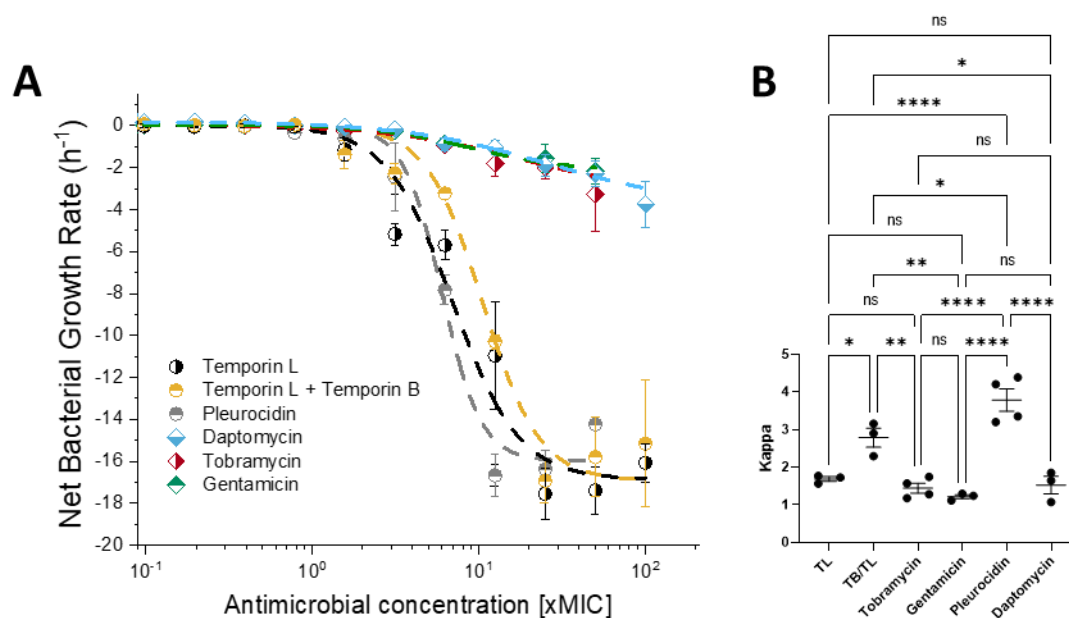 A
B
Net Bacterial Growth Rate (h⁻¹)
0
-2
-4
-6
-8
-10
-12
-14
-16
-18
-20
10⁻¹
10⁰
10¹
10²
Antimicrobial concentration [xMIC]
Temporin L
Temporin L + Temporin B
Pleurocidin
Daptomycin
Tobramycin
Gentamicin
ns
*
****
ns
*
ns
** ns
ns **** ****
* ** ns ****
Kappa
5
4
3
2
1
0
TL
TB/TL
Tobramycin
Gentamicin
Pleurocidin
Daptomycin